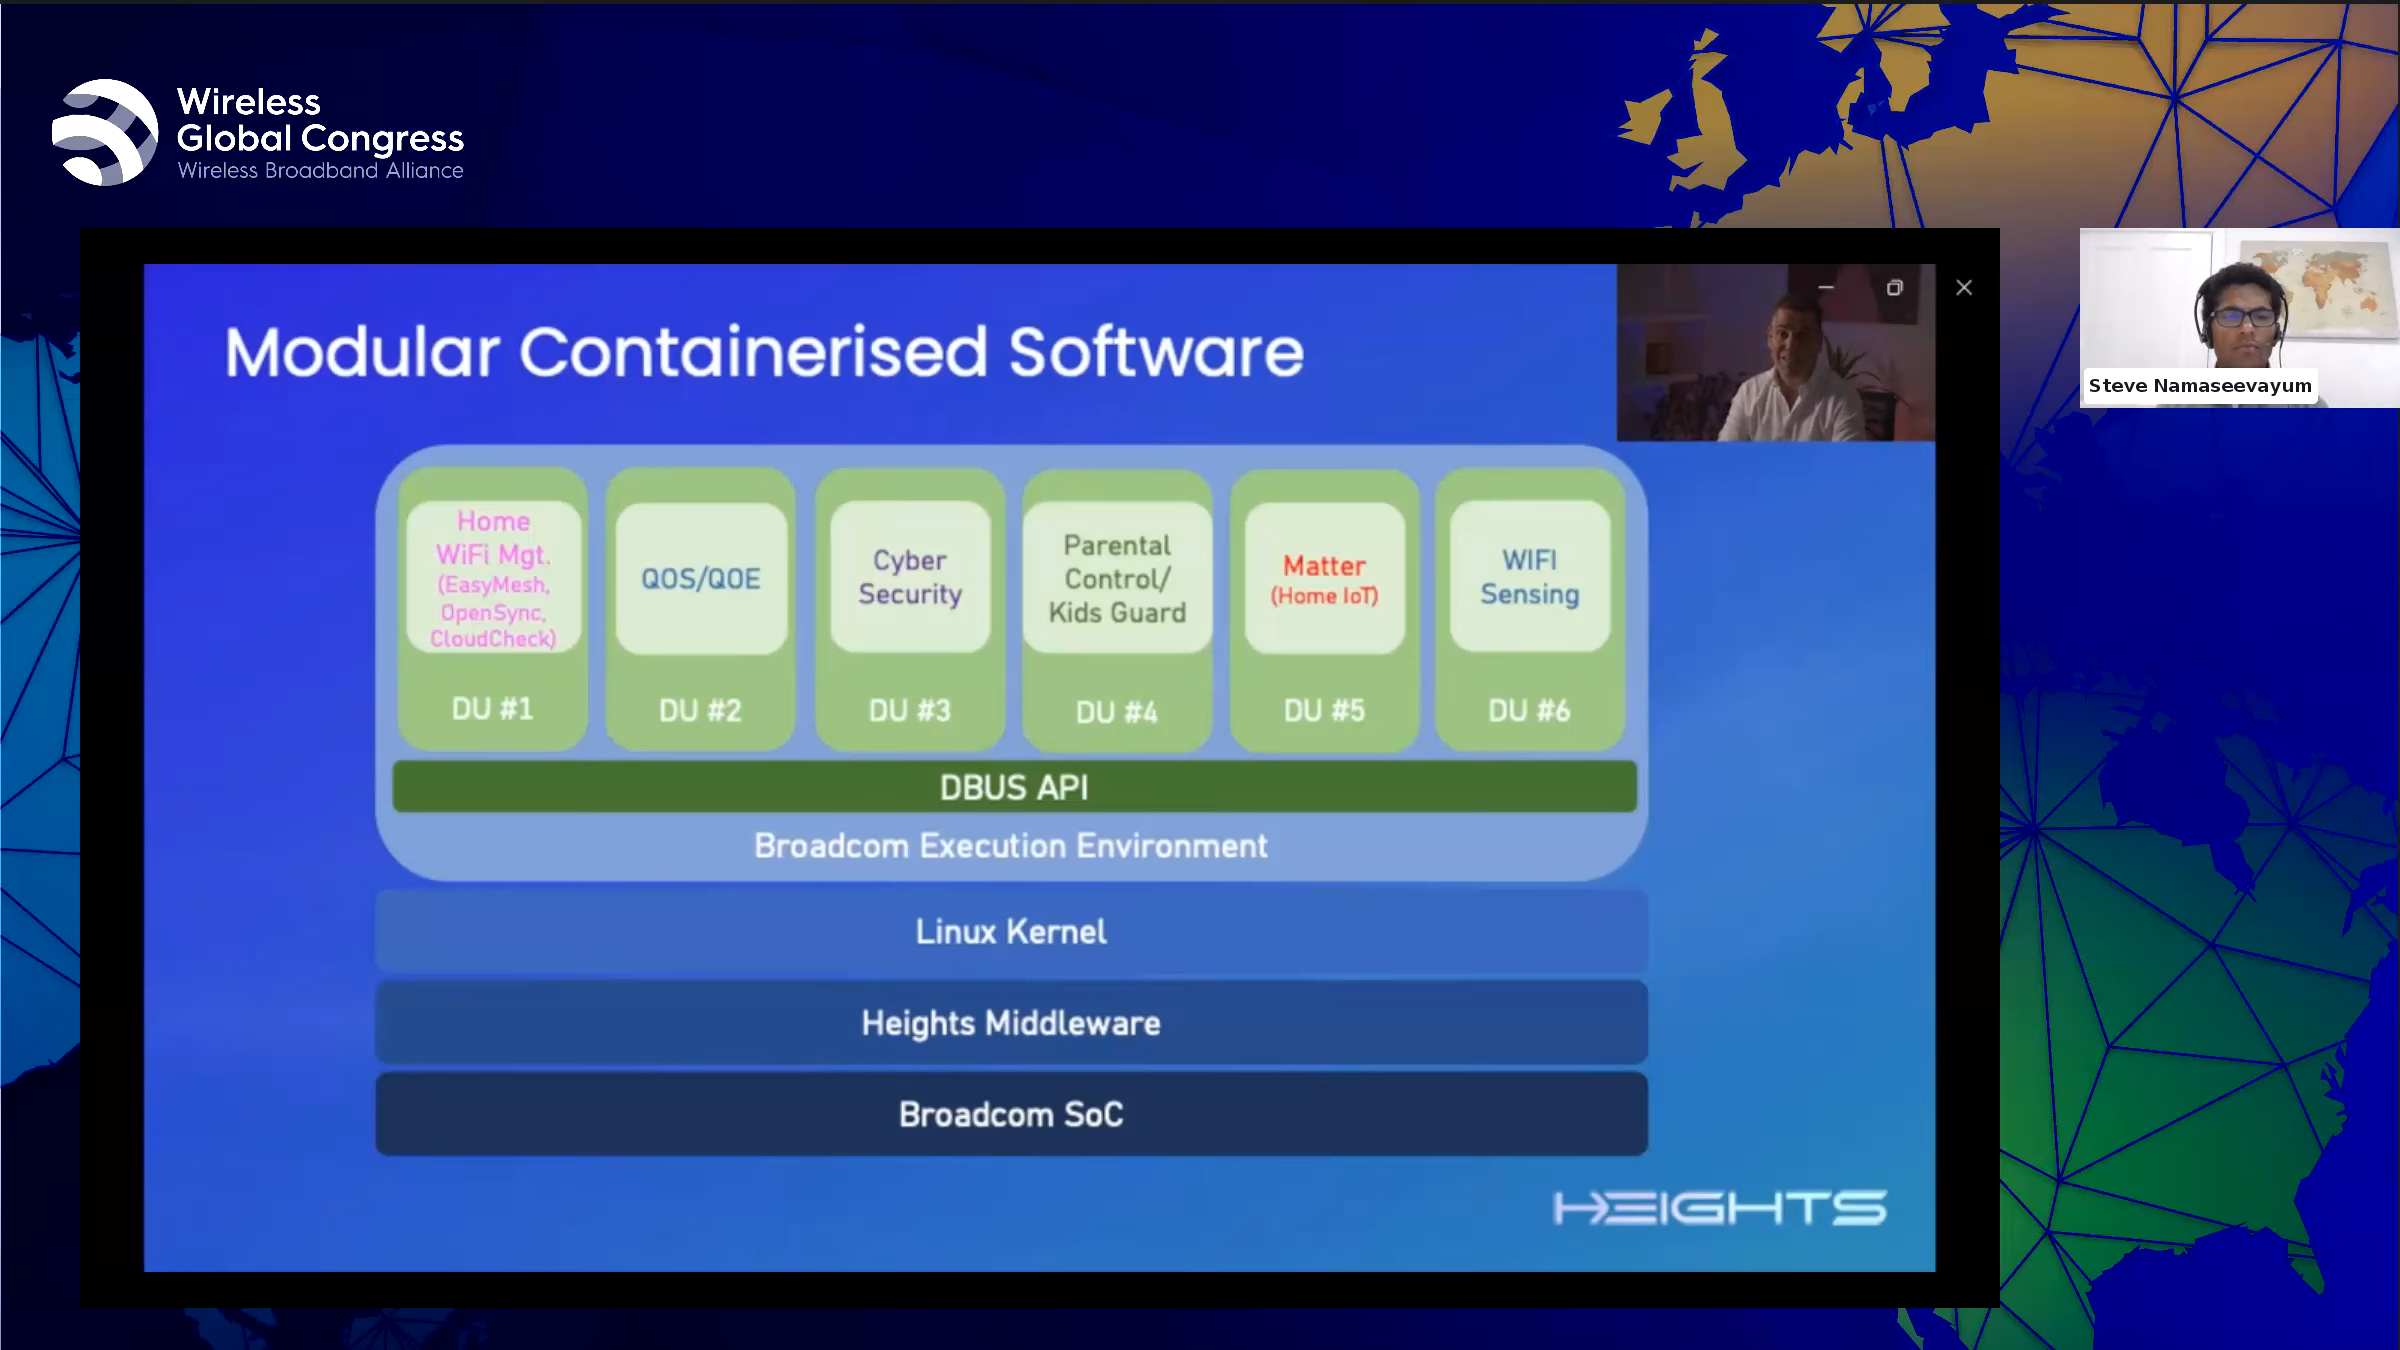 Wireless
Global Congress
Wireless Broadband Alliance
Modular Containerised Software
Steve Namaseevayum
Home
WiFi Mgt.
(EasyMesh,
OpenSync,
CloudCheck)
DU #1
QOS/QOE
DU #2
Cyber
Security
DU #3
Parental
Control/
Kids Guard
DU #4
Matter
(Home IoT)
DU #5
WIFI
Sensing
DU #6
DBUS API
Broadcom Execution Environment
Linux Kernel
Heights Middleware
Broadcom SoC
HEIGHTS